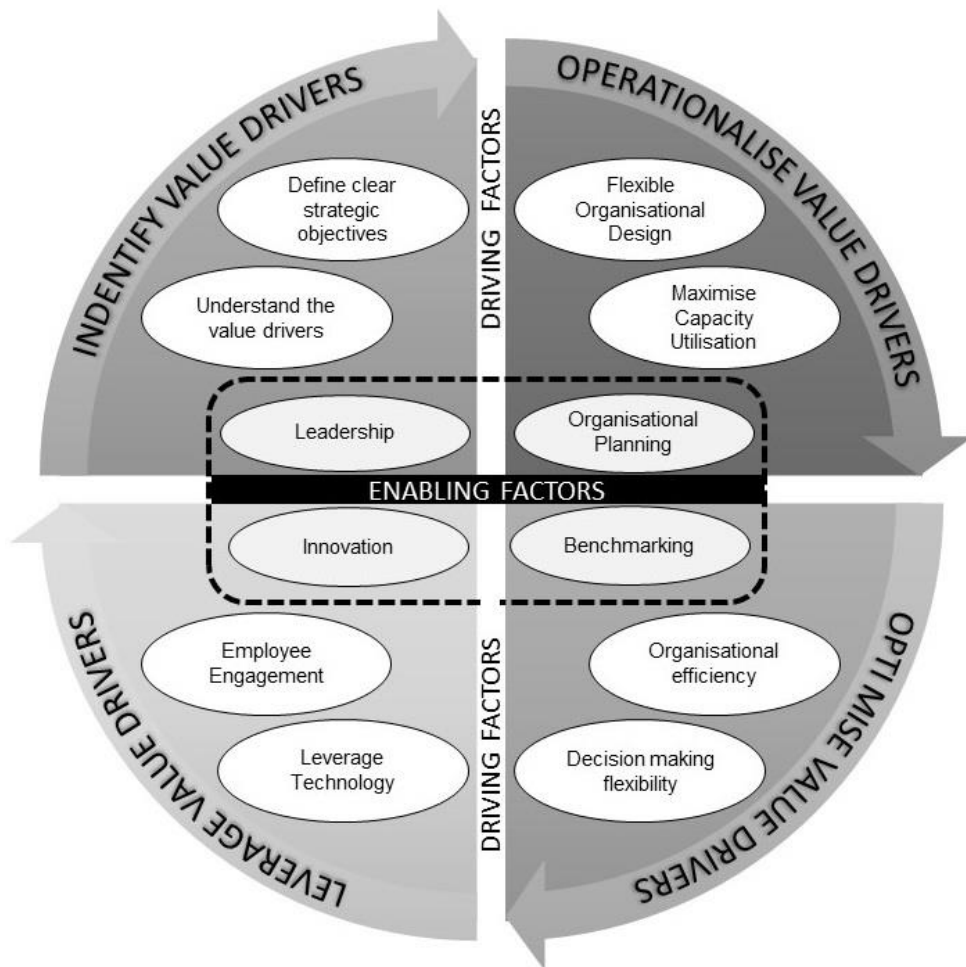 INDENTIFY VALUE DRIVERS
OPERATIONALISE VALUE DRIVERS
DRIVING FACTORS
Define clear
strategic
objectives
Understand the
value drivers
Flexible
Organisational
Design
Maximise
Capacity
Utilisation
Leadership
Organisational
Planning
ENABLING FACTORS
Innovation
Benchmarking
Employee
Engagement
Leverage
Technology
DRIVING FACTORS
Organisational
efficiency
Decision making
flexibility
LEVERAGE VALUE DRIVERS
OPTI MISE VALUE DRIVERS